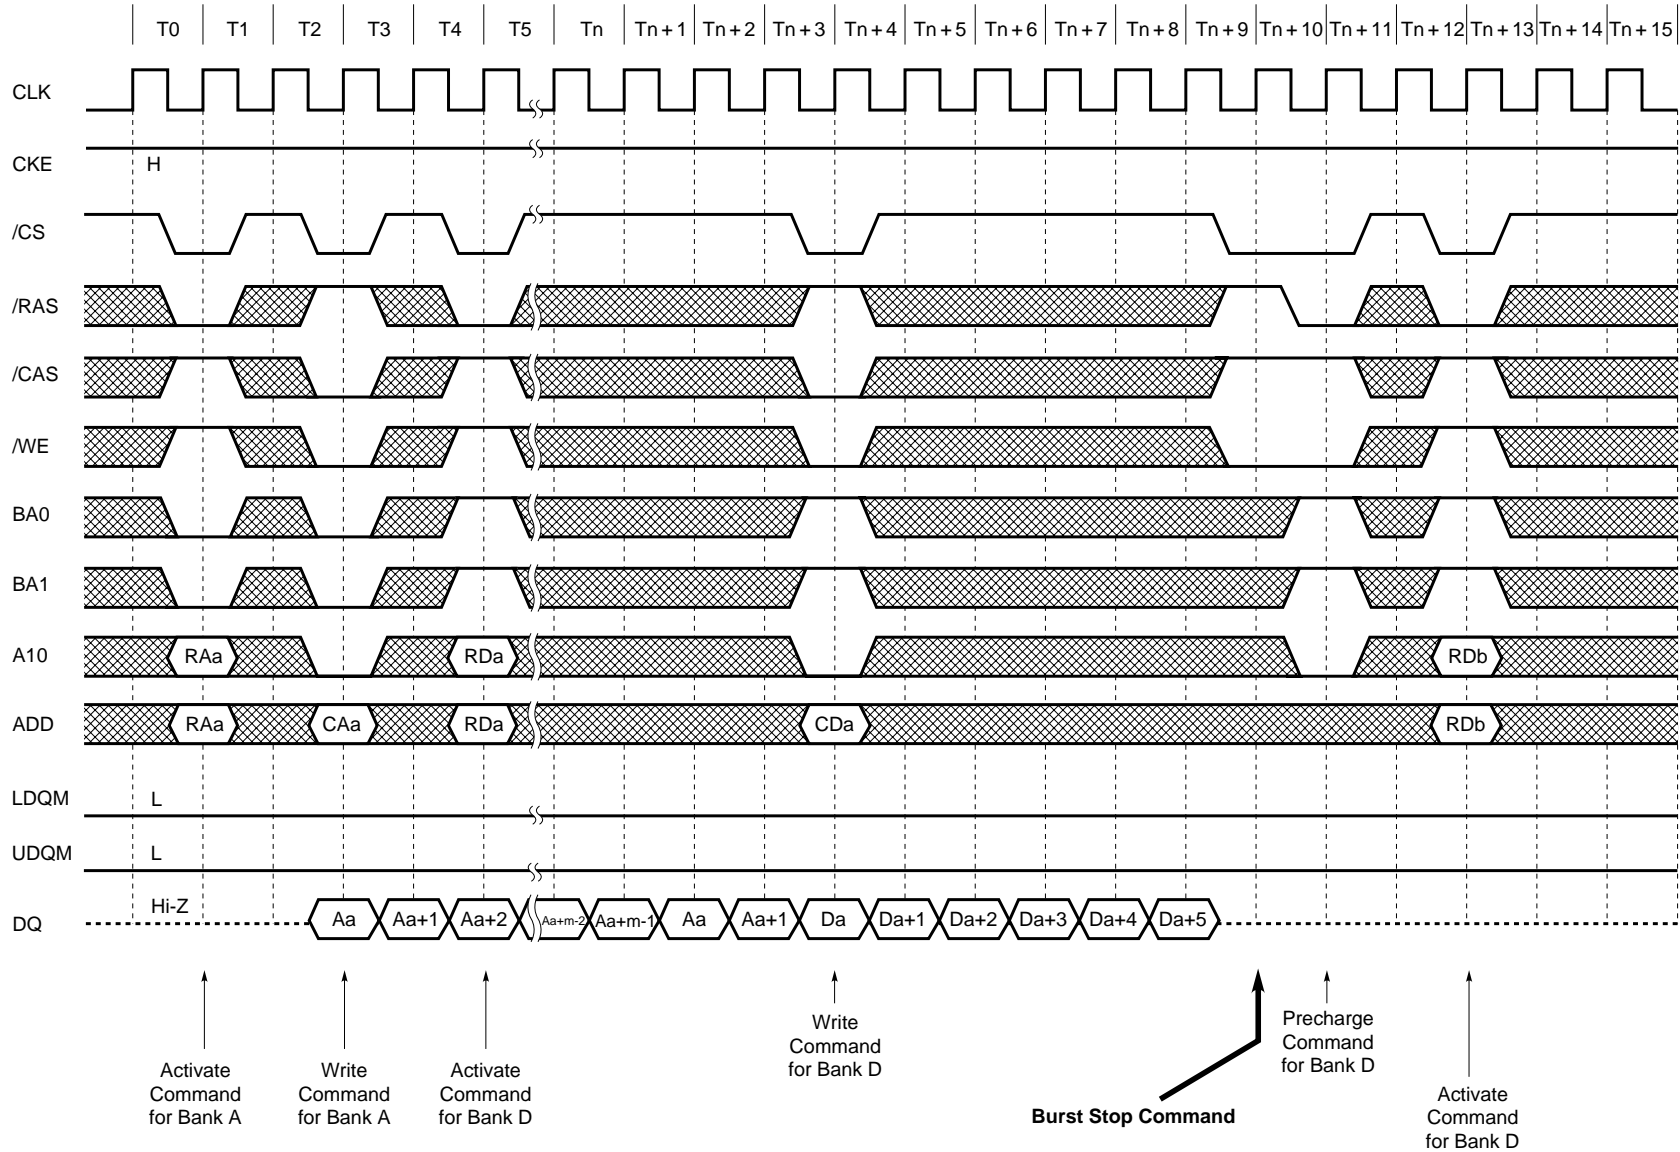 T0 T1 T2 T3 T4 T5 Tn Tn + 1 Tn + 2 Tn + 3 Tn + 4 Tn + 5 Tn + 6 Tn + 7 Tn + 8 Tn + 9 Tn + 10 Tn + 11 Tn + 12 Tn + 13 Tn + 14 Tn + 15
CLK
CKE H
/CS
/RAS
/CAS
/WE
BA0
BA1
A10 RAa RDa RDb
ADD RAa CAa RDa CDa RDb
LDQM L
UDQM L
DQ Hi-Z Aa Aa+1 Aa+2 Aa+m-2 Aa+m-1 Aa Aa+1 Da Da+1 Da+2 Da+3 Da+4 Da+5
Activate
Command
for Bank A
Write
Command
for Bank A
Activate
Command
for Bank D
Write
Command
for Bank D
Burst Stop Command
Precharge
Command
for Bank D
Activate
Command
for Bank D